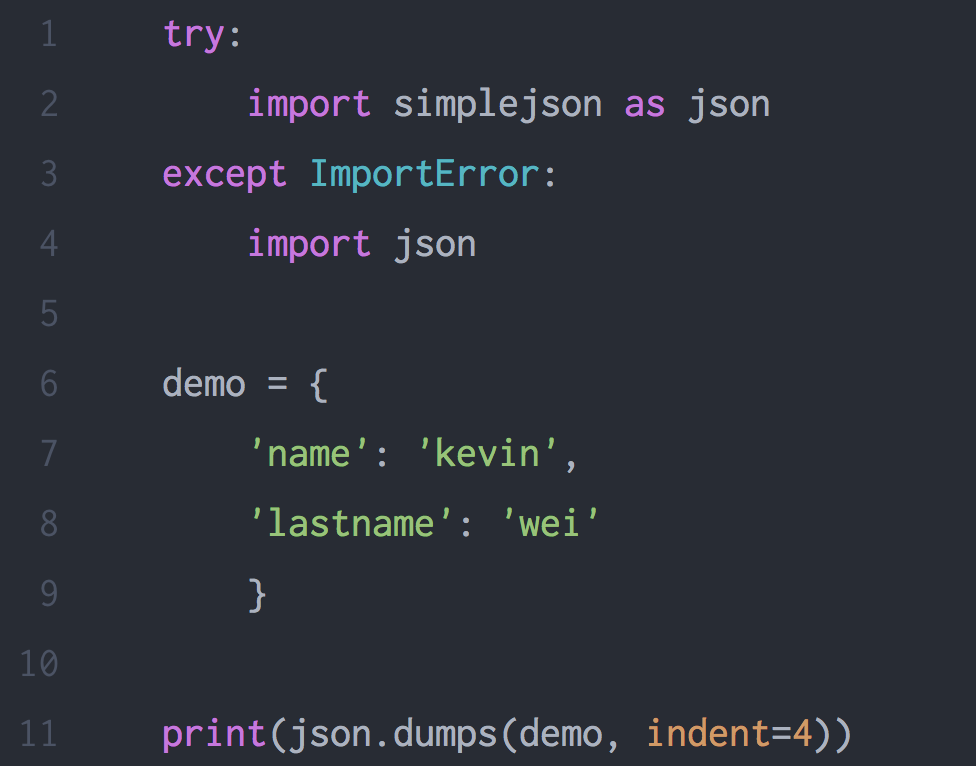 1 try:
2     import simplejson as json
3 except ImportError:
4     import json
5
6 demo = {
7     'name': 'kevin',
8     'lastname': 'wei'
9     }
10
11 print(json.dumps(demo, indent=4))